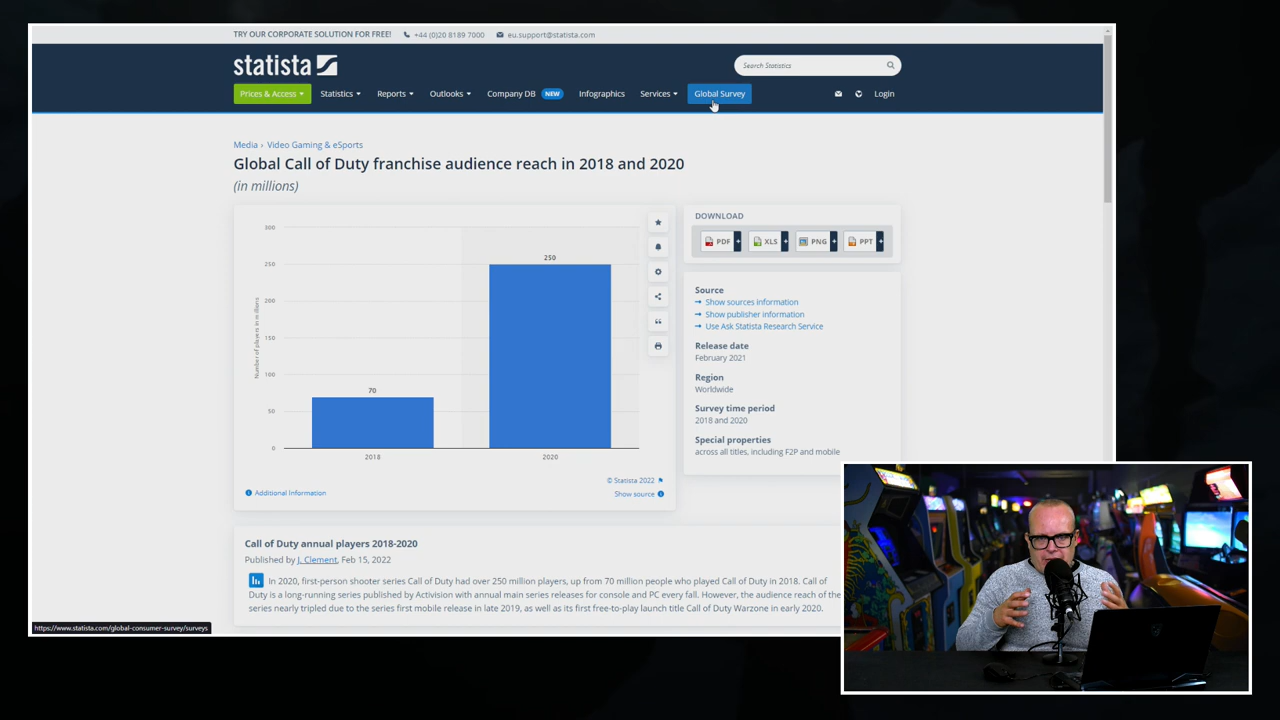 TRY OUR CORPORATE SOLUTION FOR FREE! +44 (0)20 8189 7000 eu.support@statista.com
statista
Search Statistics
Prices & Access Statistics Reports Outlooks Company DB NEW Infographics Services Global Survey Login
Media › Video Gaming & eSports
Global Call of Duty franchise audience reach in 2018 and 2020
(in millions)
DOWNLOAD
PDF + XLS + PNG + PPT +
300
250
200
150
100
50
0
Number of players in millions
70
250
2018
2020
Source
Show sources information
Show publisher information
Use Ask Statista Research Service
Release date
February 2021
Region
Worldwide
Survey time period
2018 and 2020
Special properties
across all titles, including F2P and mobile
© Statista 2022
Additional Information
Show source
Call of Duty annual players 2018-2020
Published by J. Clement, Feb 15, 2022
In 2020, first-person shooter series Call of Duty had over 250 million players, up from 70 million people who played Call of Duty in 2018. Call of
Duty is a long-running series published by Activision with annual main series releases for console and PC every fall. However, the audience reach of the
series nearly tripled due to the series first mobile release in late 2019, as well as its first free-to-play launch title Call of Duty Warzone in early 2020.
https://www.statista.com/global-consumer-survey/surveys